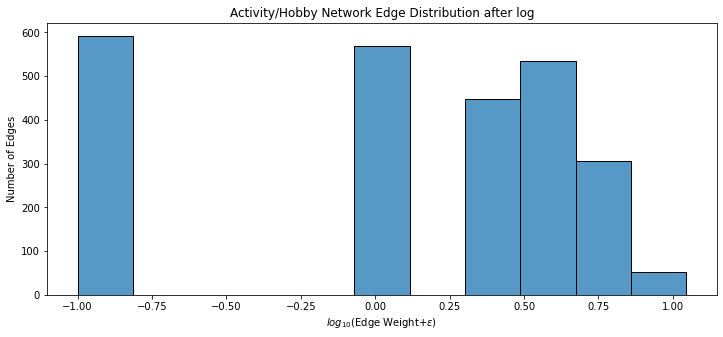 Activity/Hobby Network Edge Distribution after log
600
500
400
300
200
100
0
Number of Edges
−1.00 −0.75 −0.50 −0.25 0.00 0.25 0.50 0.75 1.00
log₁₀(Edge Weight+ε)